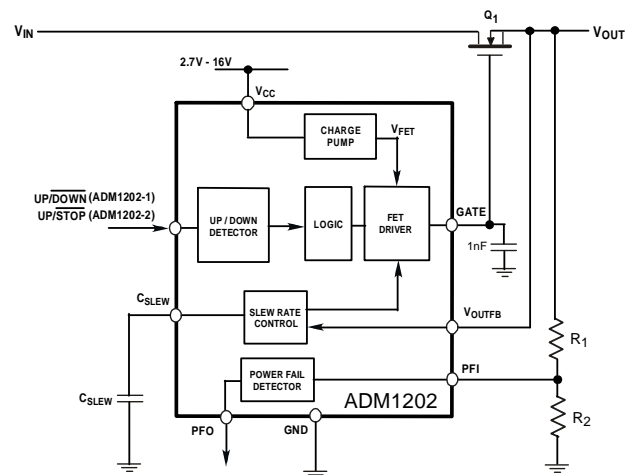 Q1
VIN
VOUT
2.7V - 16V
VCC
CHARGE
PUMP
VFET
UP/DOWN (ADM1202-1)
UP/STOP (ADM1202-2)
UP / DOWN
DETECTOR
LOGIC
FET
DRIVER
GATE
1nF
CSLEW
SLEW RATE
CONTROL
VOUTFB
R1
POWER FAIL
DETECTOR
PFI
CSLEW
ADM1202
R2
PFO
GND